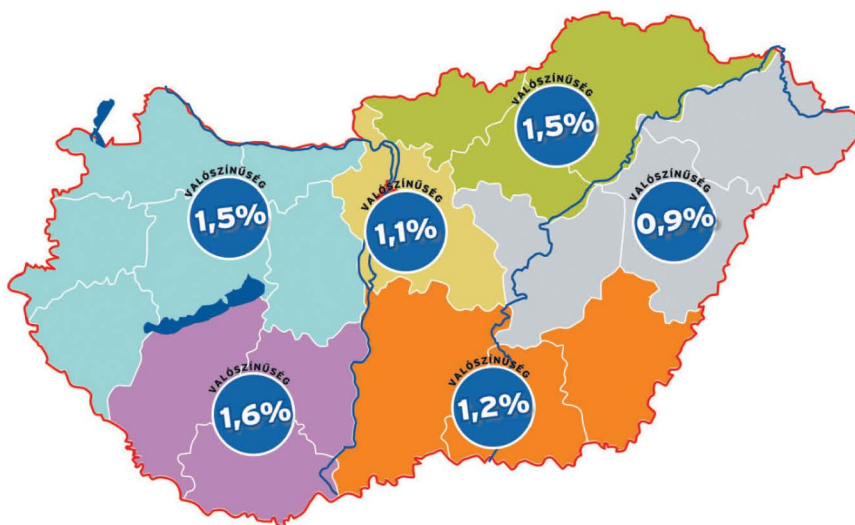 VALÓSZÍNŰSÉG
1,5%
VALÓSZÍNŰSÉG
1,5%
VALÓSZÍNŰSÉG
1,1%
VALÓSZÍNŰSÉG
0,9%
VALÓSZÍNŰSÉG
1,6%
VALÓSZÍNŰSÉG
1,2%